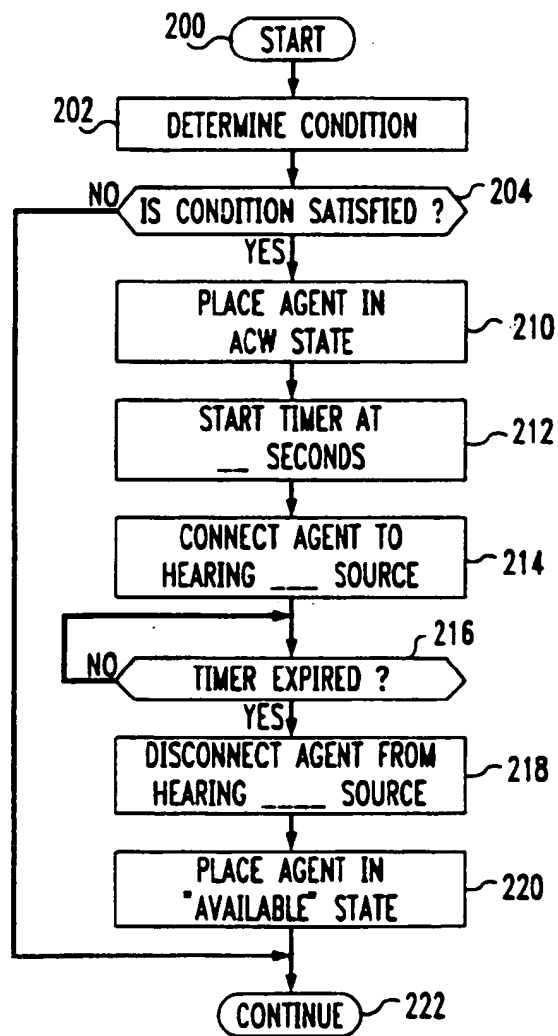 200
START
202
DETERMINE CONDITION
NO
IS CONDITION SATISFIED ?
204
YES
PLACE AGENT IN
ACW STATE
210
START TIMER AT
__ SECONDS
212
CONNECT AGENT TO
HEARING ___ SOURCE
214
216
NO
TIMER EXPIRED ?
YES
DISCONNECT AGENT FROM
HEARING ____ SOURCE
218
PLACE AGENT IN
"AVAILABLE" STATE
220
CONTINUE
222